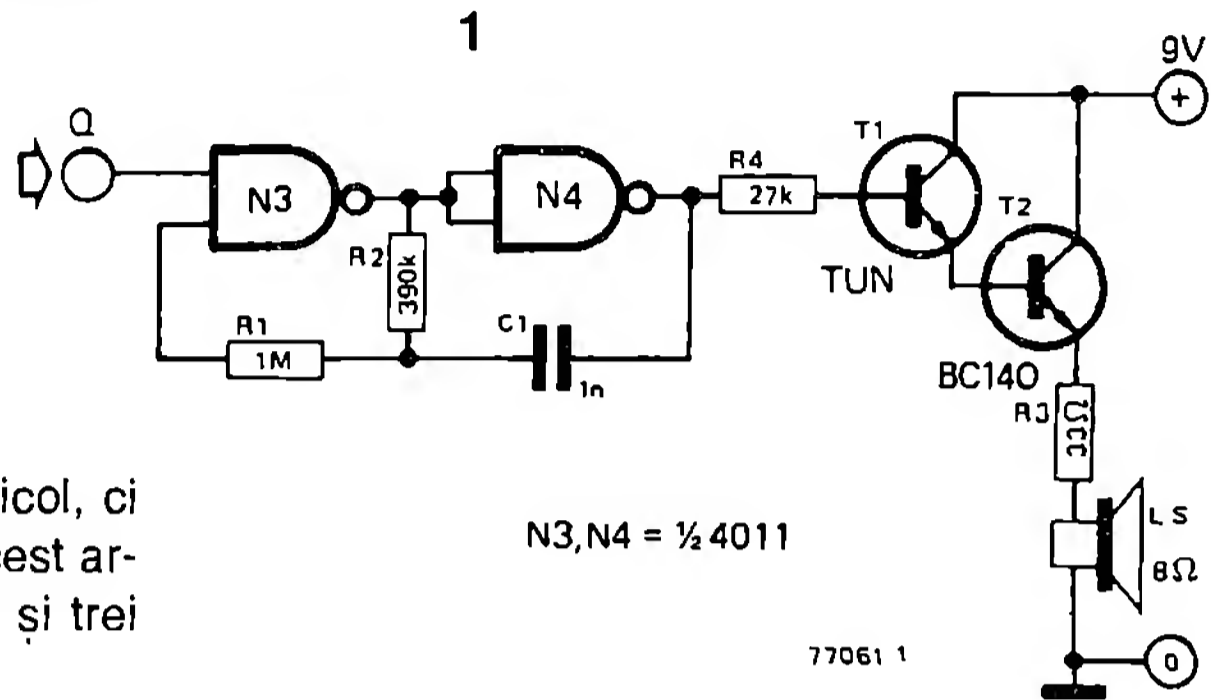 1
9V
+
Q
T1
R4
27k
N3
N4
T2
R2
390k
TUN
C1
R1
1M
1n
BC140
R3
icol, ci
N3,N4 = ½ 4011
LS
cest ar-
8Ω
și trei
77061 1
0